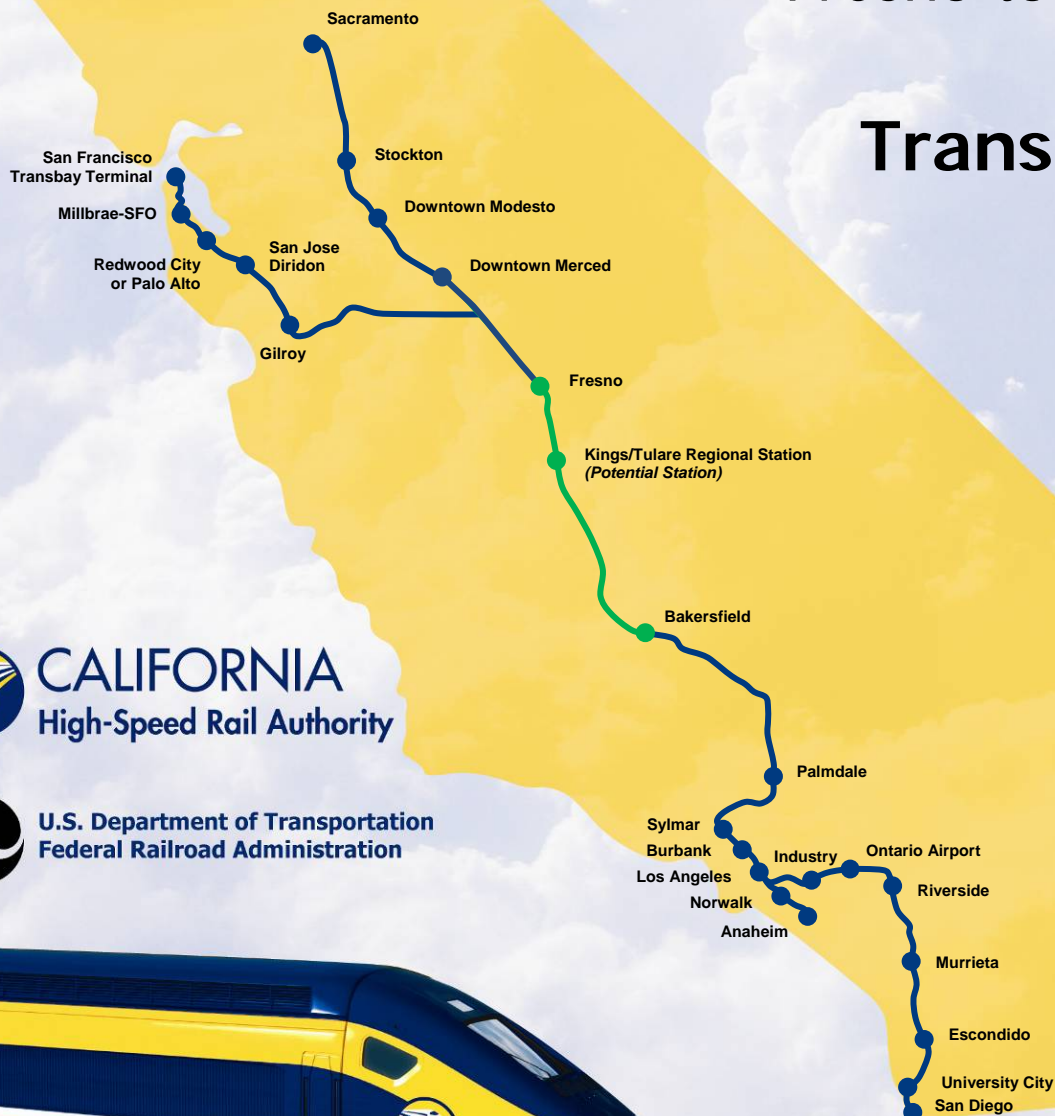 Trans
Sacramento
Stockton
San Francisco
Transbay Terminal
Millbrae-SFO
Downtown Modesto
San Jose
Diridon
Redwood City
or Palo Alto
Downtown Merced
Gilroy
Fresno
Kings/Tulare Regional Station
(Potential Station)
Bakersfield
CALIFORNIA
High-Speed Rail Authority
Palmdale
U.S. Department of Transportation
Federal Railroad Administration
Sylmar
Burbank
Industry
Ontario Airport
Los Angeles
Riverside
Norwalk
Anaheim
Murrieta
Escondido
University City
San Diego